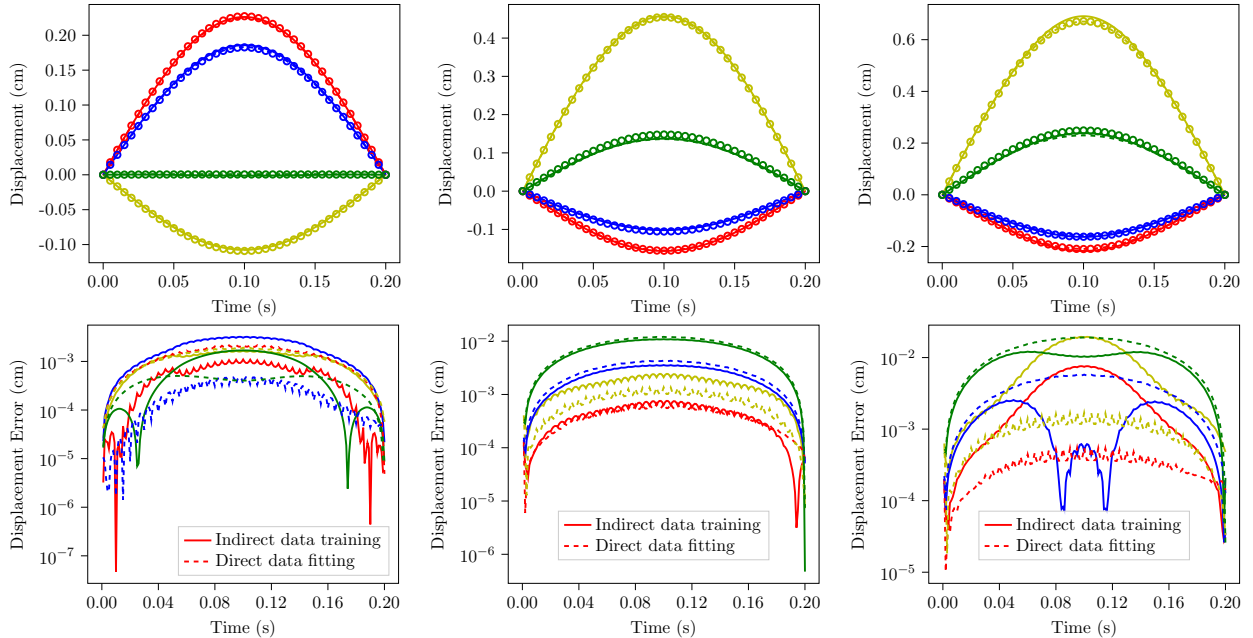 Displacement (cm)
0.20
0.15
0.10
0.05
0.00
-0.05
-0.10
0.00 0.05 0.10 0.15 0.20
Time (s)
Displacement (cm)
0.4
0.3
0.2
0.1
0.0
-0.1
0.00 0.05 0.10 0.15 0.20
Time (s)
Displacement (cm)
0.6
0.4
0.2
0.0
-0.2
0.00 0.05 0.10 0.15 0.20
Time (s)
Displacement Error (cm)
10⁻³
10⁻⁴
10⁻⁵
10⁻⁶
10⁻⁷
Indirect data training
Direct data fitting
0.00 0.04 0.08 0.12 0.16 0.20
Time (s)
Displacement Error (cm)
10⁻²
10⁻³
10⁻⁴
10⁻⁵
10⁻⁶
Indirect data training
Direct data fitting
0.00 0.04 0.08 0.12 0.16 0.20
Time (s)
Displacement Error (cm)
10⁻²
10⁻³
10⁻⁴
10⁻⁵
Indirect data training
Direct data fitting
0.00 0.04 0.08 0.12 0.16 0.20
Time (s)